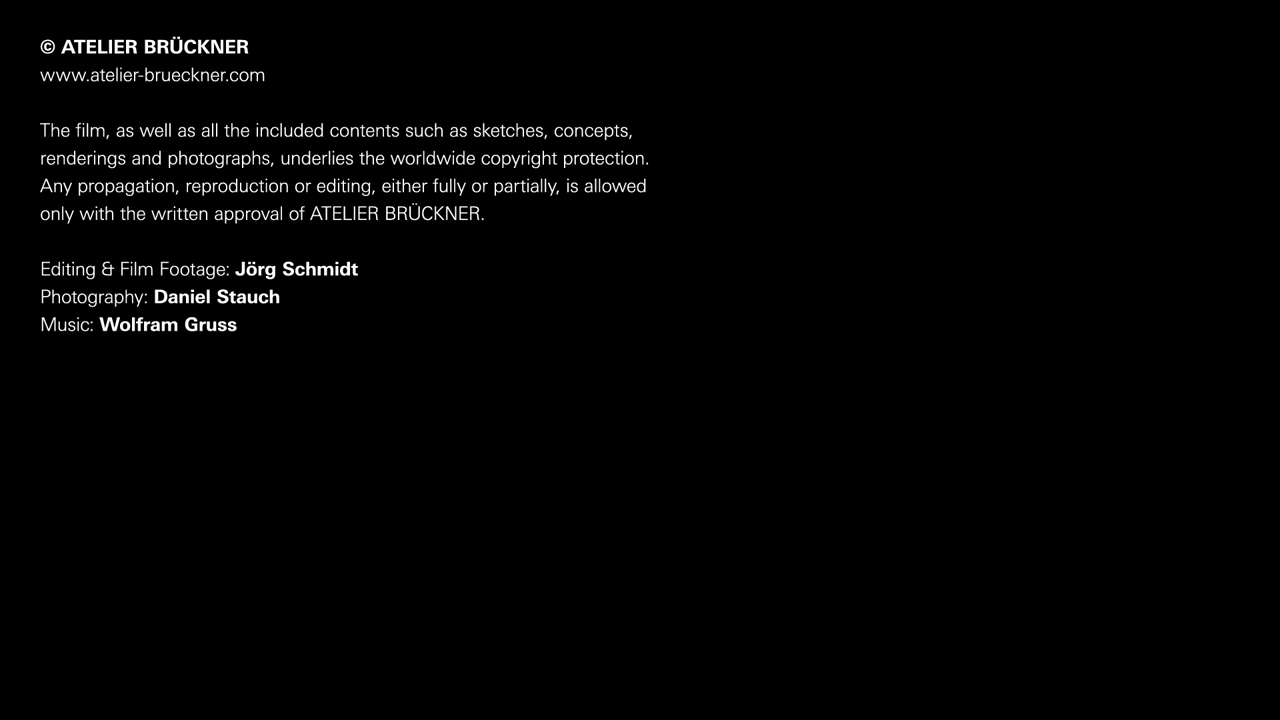 © ATELIER BRÜCKNER
www.atelier-brueckner.com
The film, as well as all the included contents such as sketches, concepts,
renderings and photographs, underlies the worldwide copyright protection.
Any propagation, reproduction or editing, either fully or partially, is allowed
only with the written approval of ATELIER BRÜCKNER.
Editing & Film Footage: Jörg Schmidt
Photography: Daniel Stauch
Music: Wolfram Gruss